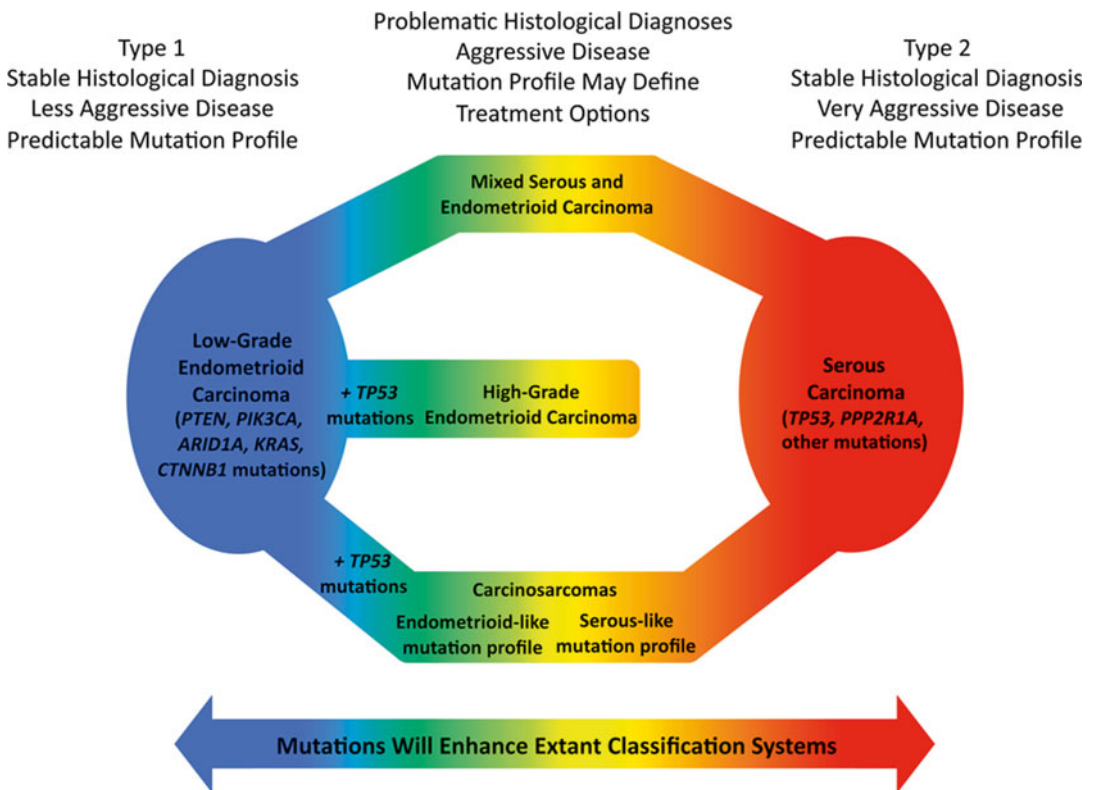 Type 1
Stable Histological Diagnosis
Less Aggressive Disease
Predictable Mutation Profile
Problematic Histological Diagnoses
Aggressive Disease
Mutation Profile May Define
Treatment Options
Type 2
Stable Histological Diagnosis
Very Aggressive Disease
Predictable Mutation Profile
Mixed Serous and
Endometrioid Carcinoma
Low-Grade
Endometrioid
Carcinoma
(PTEN, PIK3CA,
ARID1A, KRAS,
CTNNB1 mutations)
+ TP53
mutations
High-Grade
Endometrioid Carcinoma
Serous
Carcinoma
(TP53, PPP2R1A,
other mutations)
+ TP53
mutations
Carcinosarcomas
Endometrioid-like
mutation profile
Serous-like
mutation profile
Mutations Will Enhance Extant Classification Systems